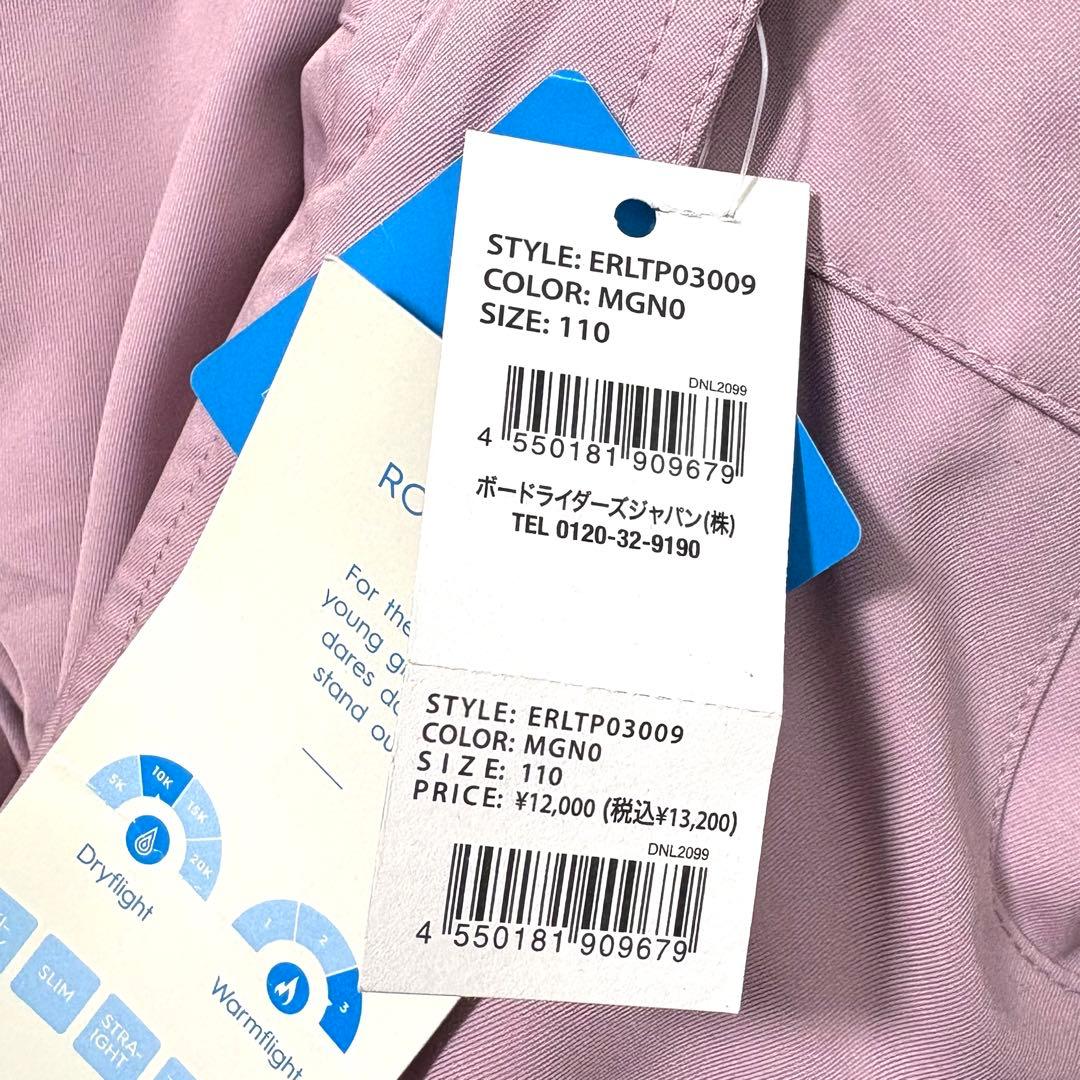 STYLE: ERLTP03009
COLOR: MGN0
SIZE: 110
DNL2099
4 550181 909679
ボードライダーズジャパン(株)
TEL 0120-32-9190
STYLE: ERLTP03009
COLOR: MGN0
SIZE: 110
PRICE: ¥12,000 (税込¥13,200)
DNL2099
4 550181 909679
For the
young
dares
stand
5K 10K 15K 20K
Dryflight
1 2 3
Warmflight
SLIM
STRA-
IGHT